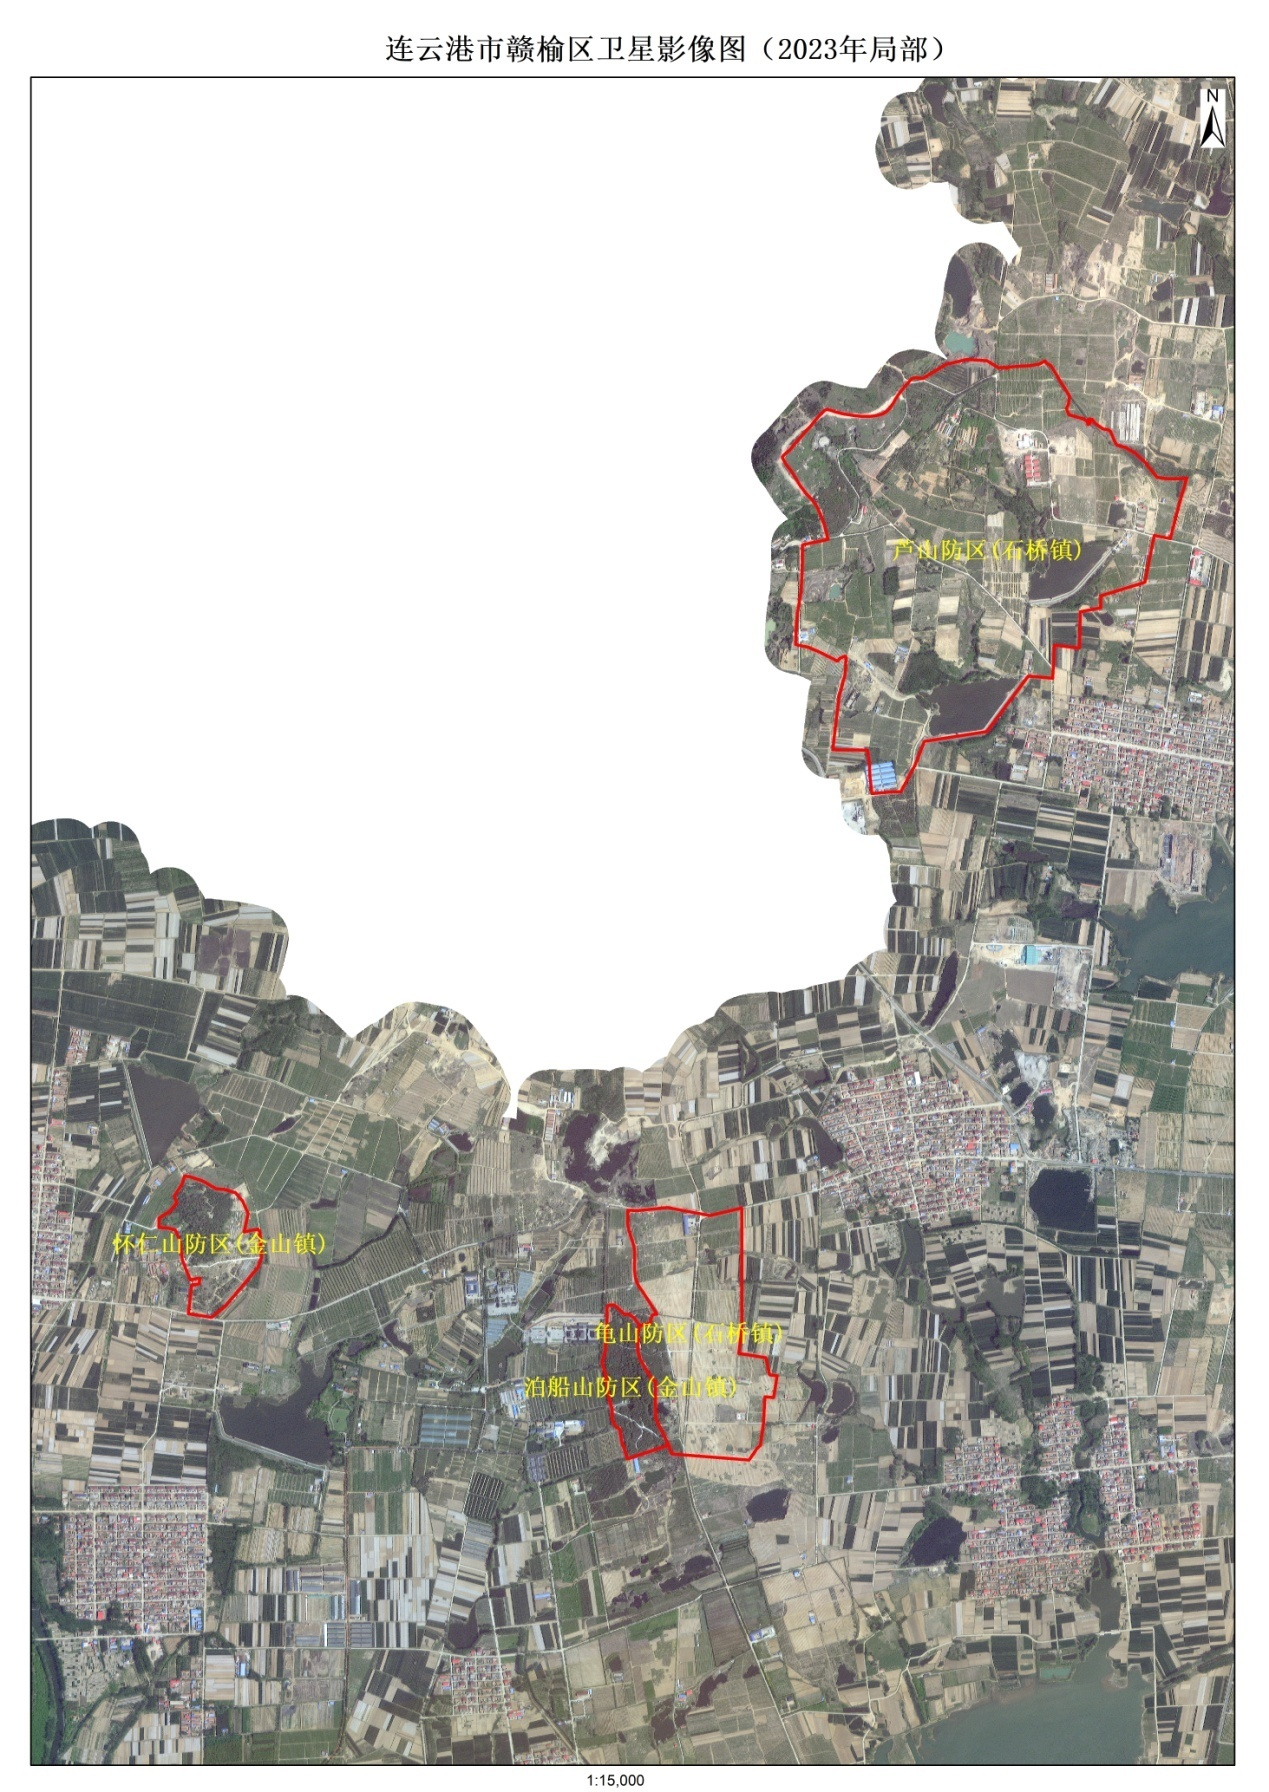 连云港市赣榆区卫星影像图（2023年局部）
N
芦山防区(石桥镇)
怀仁山防区(金山镇)
龟山防区(石桥镇)
泊船山防区(金山镇)
1:15,000